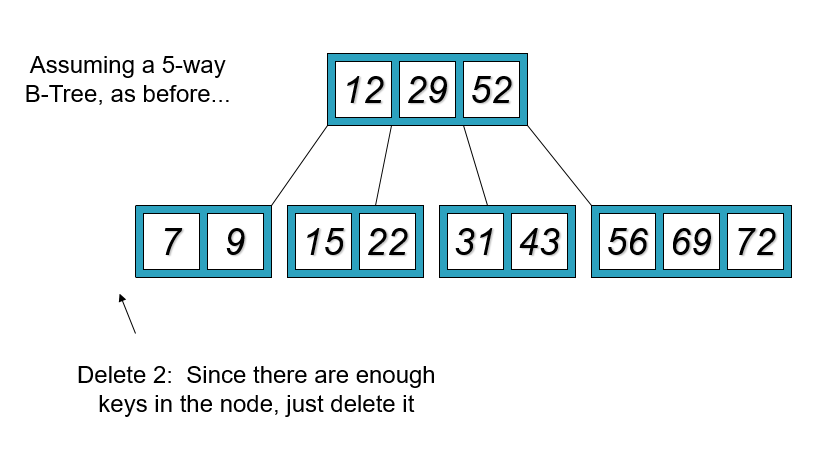 Assuming a 5-way
B-Tree, as before...
12 29 52
7 9 15 22 31 43 56 69 72
Delete 2:  Since there are enough
keys in the node, just delete it